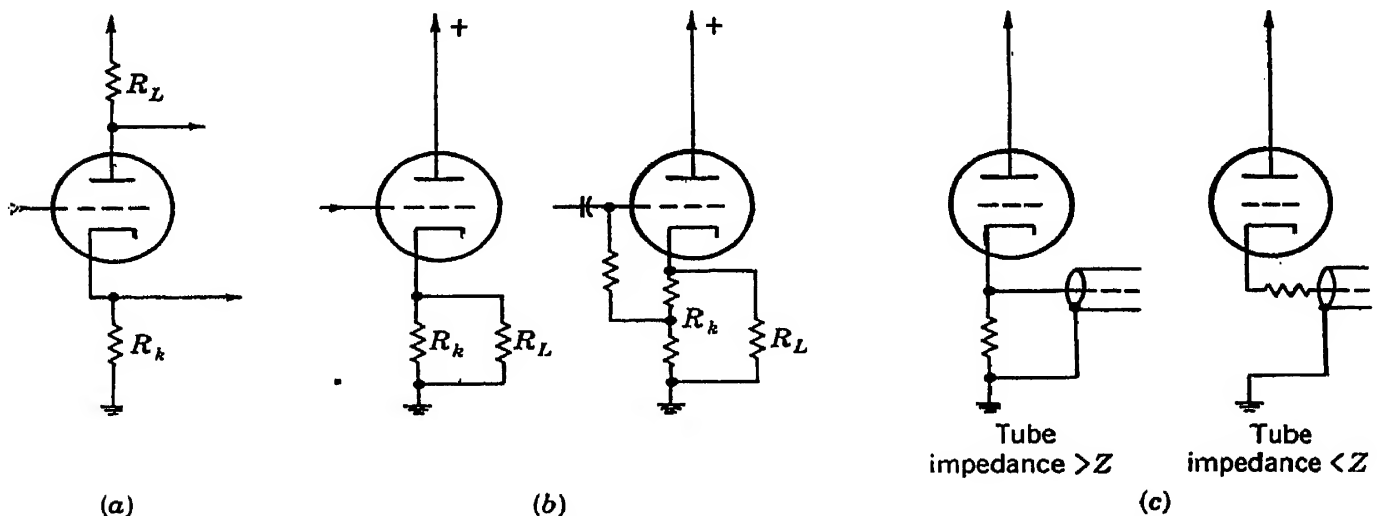 +
+
R_L
R_k
R_k
R_L
R_k
R_L
Tube
impedance >Z
Tube
impedance <Z
(a)
(b)
(c)